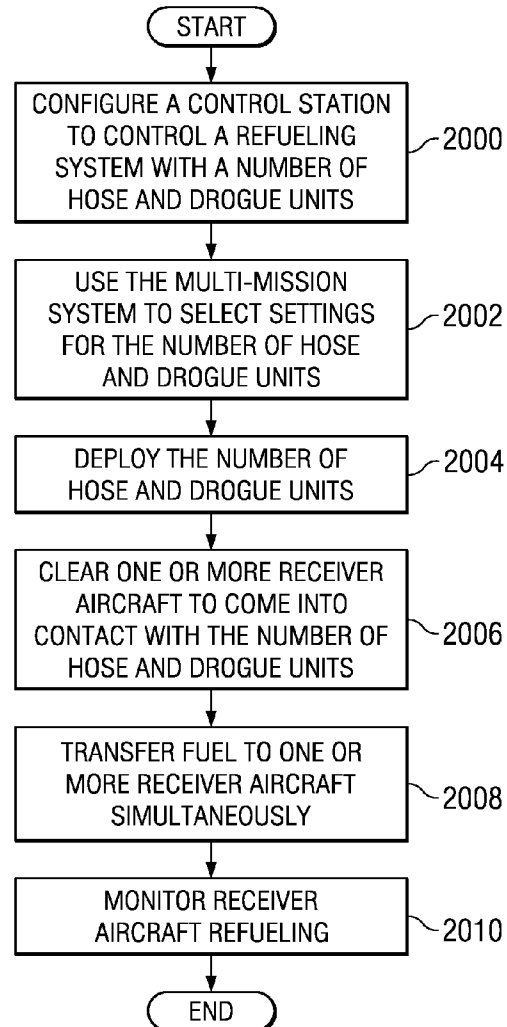 START
CONFIGURE A CONTROL STATION
TO CONTROL A REFUELING
SYSTEM WITH A NUMBER OF
HOSE AND DROGUE UNITS
2000
USE THE MULTI-MISSION
SYSTEM TO SELECT SETTINGS
FOR THE NUMBER OF HOSE
AND DROGUE UNITS
2002
DEPLOY THE NUMBER OF
HOSE AND DROGUE UNITS
2004
CLEAR ONE OR MORE RECEIVER
AIRCRAFT TO COME INTO
CONTACT WITH THE NUMBER OF
HOSE AND DROGUE UNITS
2006
TRANSFER FUEL TO ONE OR
MORE RECEIVER AIRCRAFT
SIMULTANEOUSLY
2008
MONITOR RECEIVER
AIRCRAFT REFUELING
2010
END